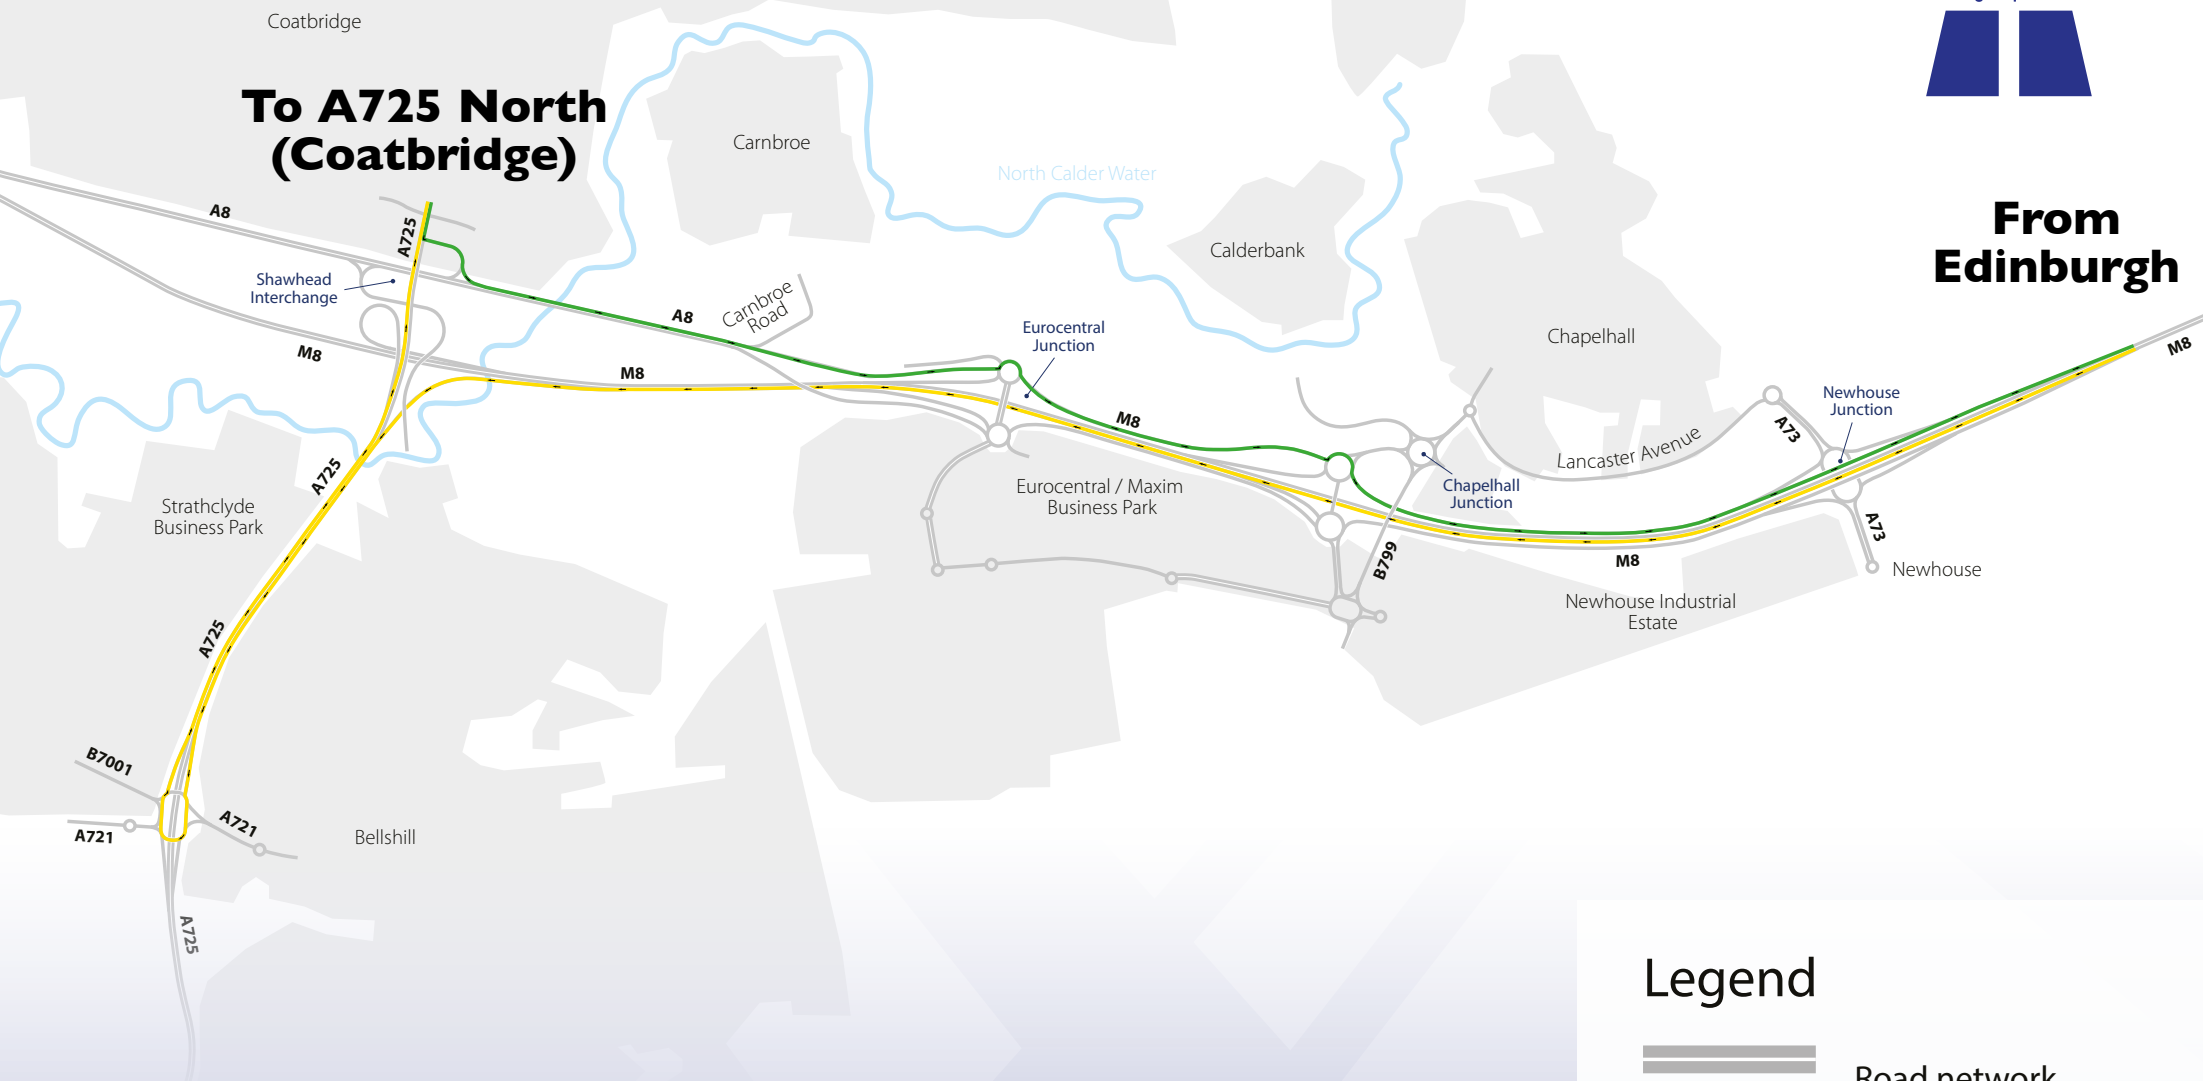 Coatbridge
To A725 North
(Coatbridge)
Carnbroe
North Calder Water
From
Edinburgh
A8
A725
Shawhead
Interchange
Calderbank
Carnbroe
Road
A8
Eurocentral
Junction
Chapelhall
M8
M8
M8
M8
Newhouse
Junction
A73
Lancaster Avenue
A725
Strathclyde
Business Park
Eurocentral / Maxim
Business Park
Chapelhall
Junction
A73
B799
M8
Newhouse
Newhouse Industrial
Estate
A725
B7001
A721
A721
Bellshill
A725
Legend
Road network